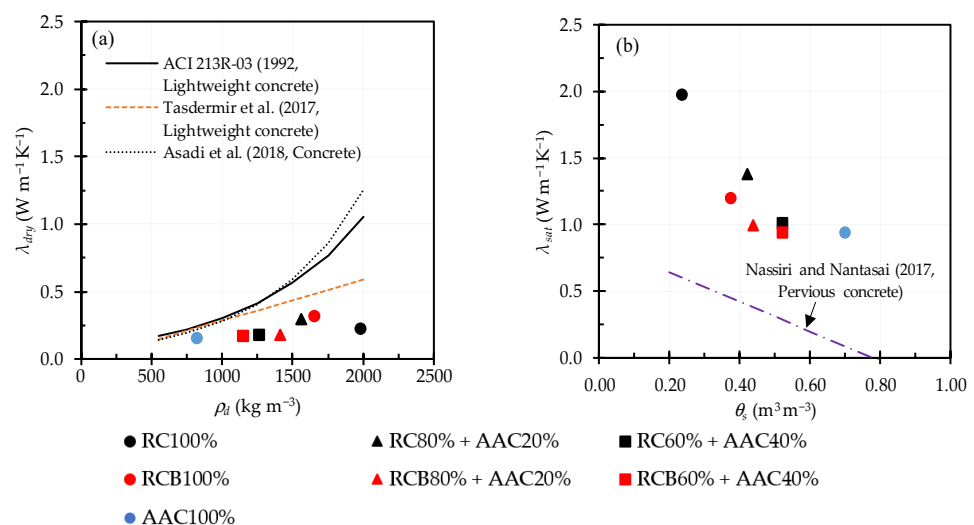 (a)
ACI 213R-03 (1992,
Lightweight concrete)
Tasdermir et al. (2017,
Lightweight concrete)
Asadi et al. (2018, Concrete)
2.5
2.0
1.5
1.0
0.5
0.0
λdry (W m⁻¹ K⁻¹)
0
500
1000
1500
2000
2500
ρd (kg m⁻³)
(b)
2.5
2.0
1.5
1.0
0.5
0.0
λsat (W m⁻¹ K⁻¹)
Nassiri and Nantasai (2017,
Pervious concrete)
0.00
0.20
0.40
0.60
0.80
1.00
θs (m³ m⁻³)
RC100%
RC80% + AAC20%
RC60% + AAC40%
RCB100%
RCB80% + AAC20%
RCB60% + AAC40%
AAC100%